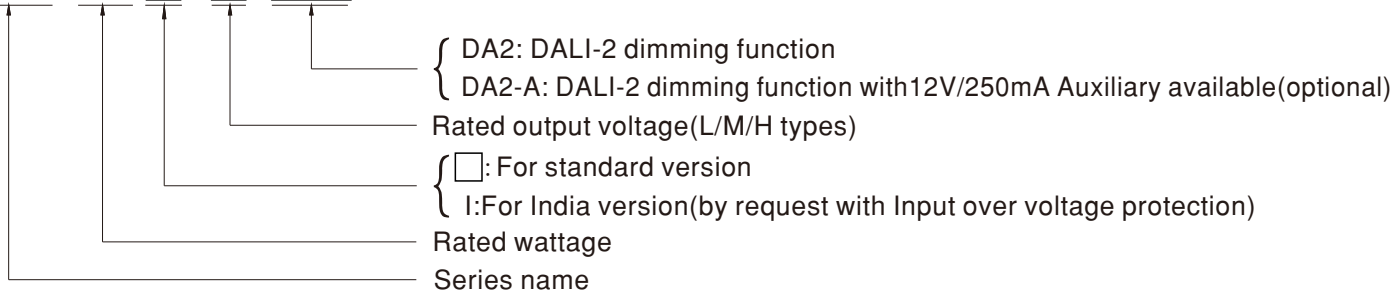 DA2: DALI-2 dimming function
DA2-A: DALI-2 dimming function with12V/250mA Auxiliary available(optional)
Rated output voltage(L/M/H types)
□: For standard version
I:For India version(by request with Input over voltage protection)
Rated wattage
Series name